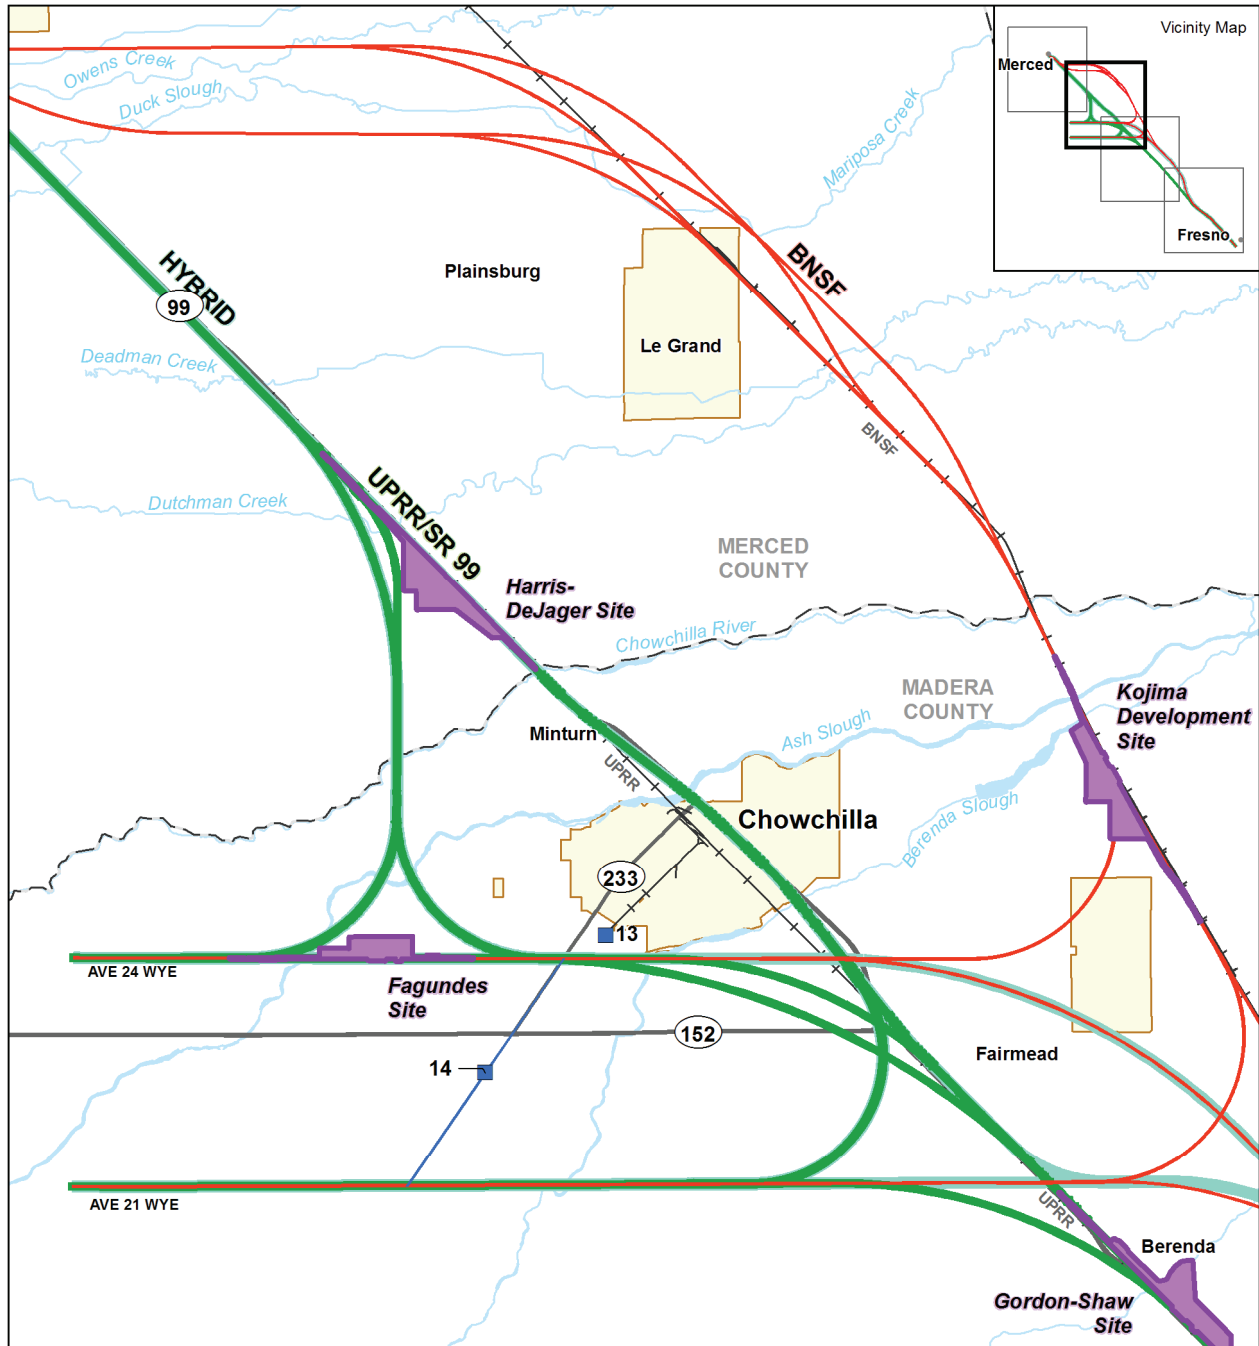 Vicinity Map
Merced
Fresno
Owens Creek
Duck Slough
Mariposa Creek
HYBRID
99
Plainsburg
BNSF
Le Grand
Deadman Creek
BNSF
UPRR/SR 99
Dutchman Creek
MERCED
COUNTY
Harris-
DeJager Site
Chowchilla River
MADERA
COUNTY
Kojima
Development
Site
Minturn
Ash Slough
UPRR
Chowchilla
Berenda Slough
233
13
AVE 24 WYE
Fagundes
Site
152
14
Fairmead
AVE 21 WYE
UPRR
Berenda
Gordon-Shaw
Site